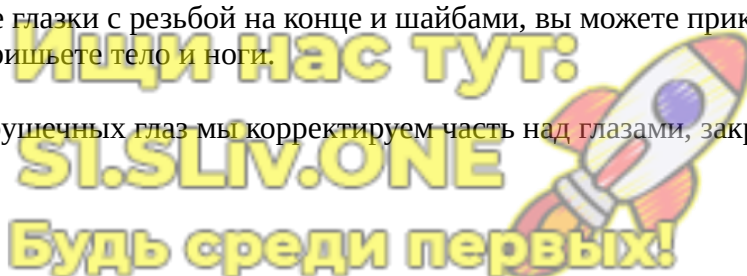 е глазки с резьбой на конце и шайбами, вы можете прик
ришьете тело и ноги.
Ищи нас тут:
ушечных глаз мы корректируем часть над глазами, закр
S1.SLiv.ONE
Будь среди первых!